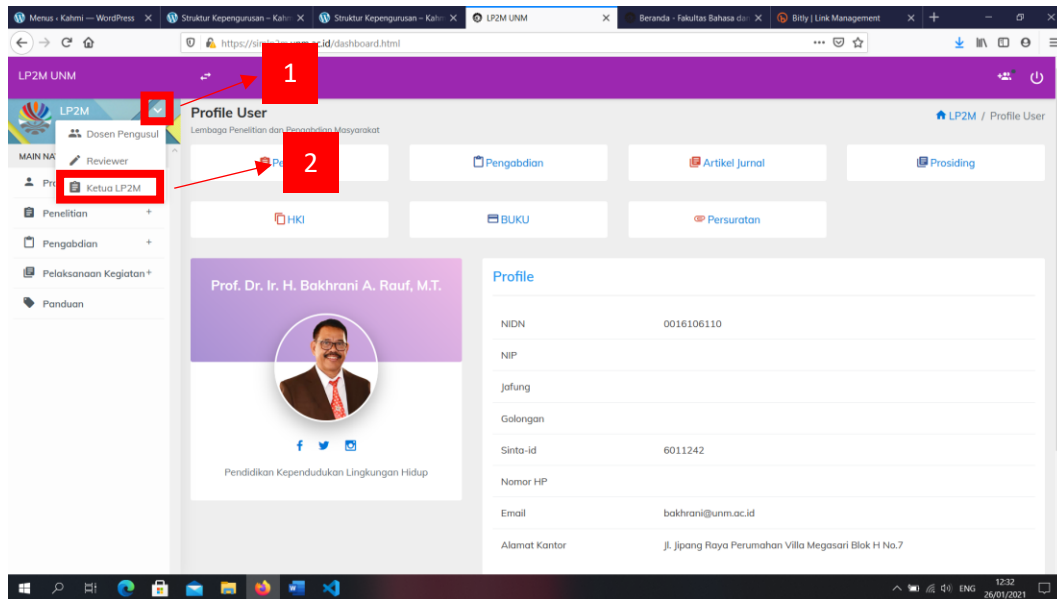 Menus ‹ Kahmi — WordPress
Struktur Kepengurusan – Kahm
Struktur Kepengurusan – Kahm
LP2M UNM
Beranda - Fakultas Bahasa dan
Bitly | Link Management
unm.ac.id/dashboard.html
LP2M UNM
1
LP2M
Profile User
LP2M / Profile User
Lembaga Penelitian dan Pengabdian Masyarakat
Dosen Pengusul
MAIN NA
Reviewer
2
Pengabdian
Artikel Jurnal
Prosiding
Ketua LP2M
Penelitian +
HKI
BUKU
Persuratan
Pengabdian +
Pelaksanaan Kegiatan +
Panduan
Prof. Dr. Ir. H. Bakhrani A. Rauf, M.T.
Pendidikan Kependudukan Lingkungan Hidup
Profile
NIDN 0016106110
NIP
Jafung
Golongan
Sinta-id 6011242
Nomor HP
Email bakhrani@unm.ac.id
Alamat Kantor Jl. Jipang Raya Perumahan Villa Megasari Blok H No.7
ENG
12:32
26/01/2021